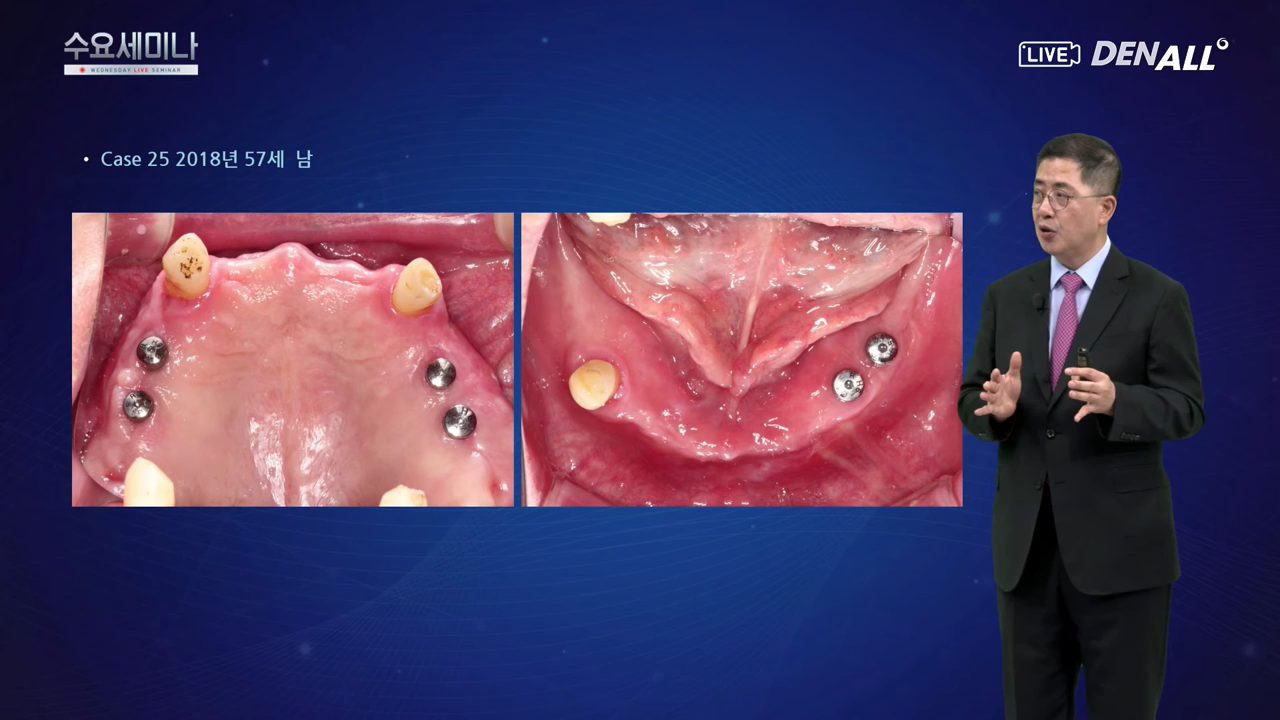 수요세미나
WEDNESDAY LIVE SEMINAR
LIVE DENALL
• Case 25 2018년 57세 남